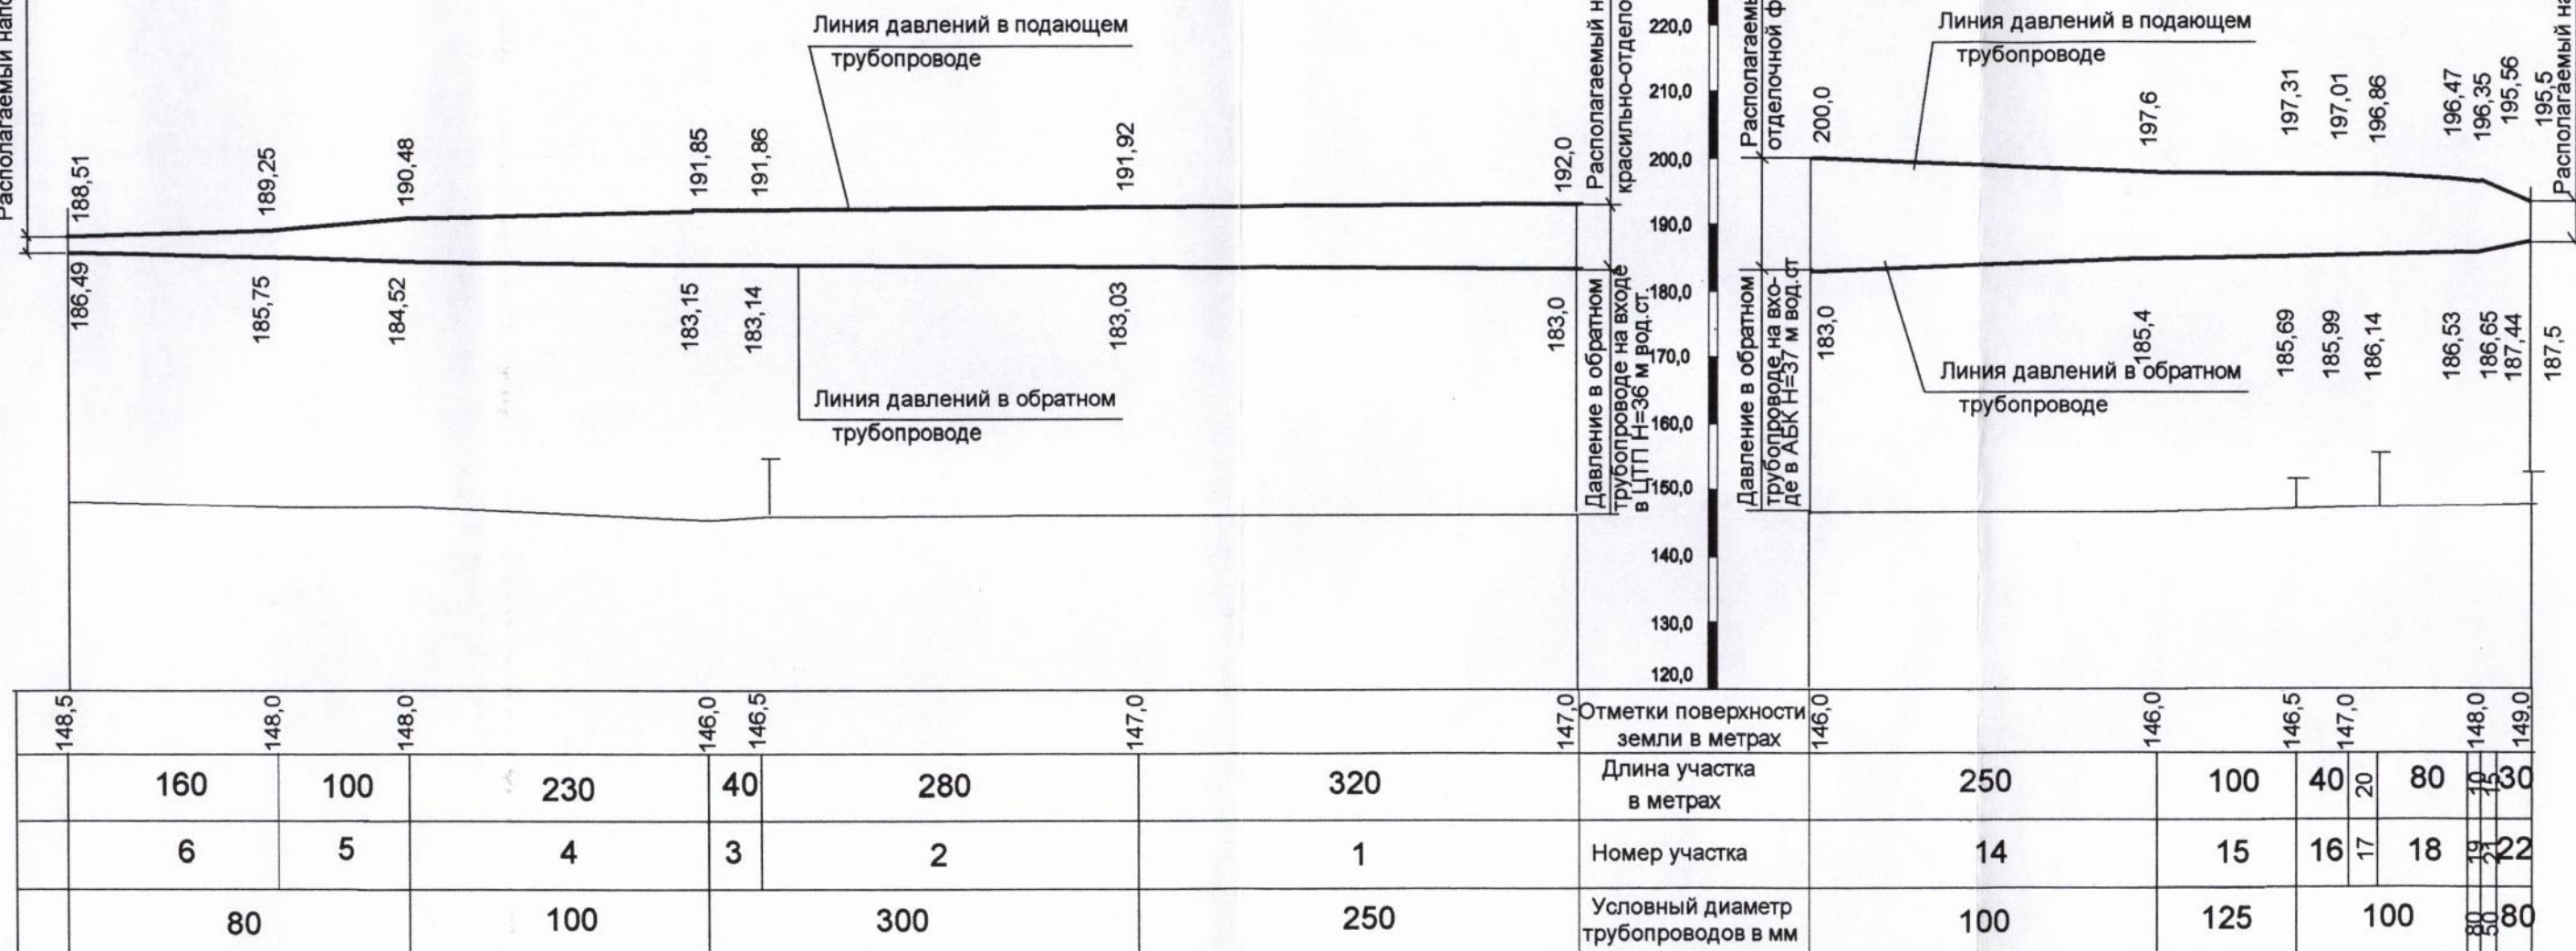 Располагаемый напо
188,51
189,25
190,48
191,85
191,86
191,92
192,0
Линия давлений в подающем
трубопроводе
186,49
185,75
184,52
183,15
183,14
183,03
183,0
Линия давлений в обратном
трубопроводе
Располагаемый н
красильно-отдело
Давление в обратном
трубопроводе на входе
в ЦТП Н=36 м вод.ст.
220,0
210,0
200,0
190,0
180,0
170,0
160,0
150,0
140,0
130,0
120,0
Располагаемы
отделочной ф
Давление в обратном
трубопроводе на вхо-
де в АБК Н=37 м вод.ст
Линия давлений в подающем
трубопроводе
200,0
197,6
197,31
197,01
196,86
196,47
196,35
195,56
195,5
Располагаемый на
183,0
185,4
185,69
185,99
186,14
186,53
186,65
187,44
187,5
Линия давлений в обратном
трубопроводе
148,5 148,0 148,0 146,0 146,5 147,0 147,0
Отметки поверхности
земли в метрах
146,0 146,0 146,5 147,0 148,0 149,0
160 100 230 40 280 320
Длина участка
в метрах
250 100 40 20 80 10 15 30
6 5 4 3 2 1 Номер участка 14 15 16 17 18 19 21 22
80 100 300 250
Условный диаметр
трубопроводов в мм
100 125 100 80 50 80